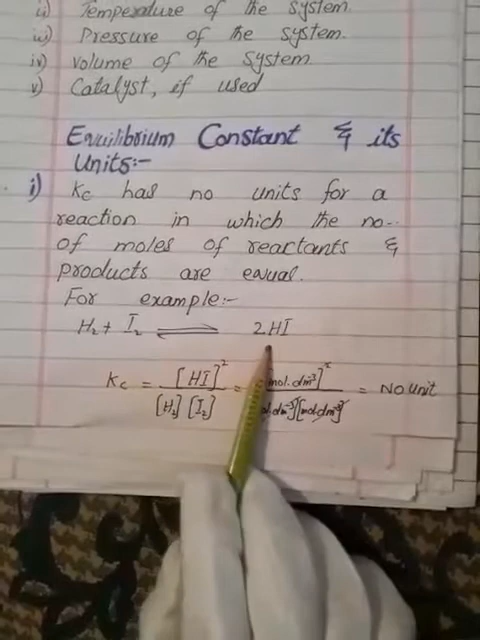 ii) Temperature of the system
iii) Pressure of the system.
iv) Volume of the system
v) Catalyst, if used
Equilibrium Constant & its
Units:-
i) Kc has no units for a
reaction in which the no..
of moles of reactants &
products are equal.
For example:-
H₂ + I₂ ⇌ 2HI
Kc = [HI]² / [H₂] [I₂] = mol.dm⁻³]² / dm⁻³][mol.dm⁻³] = No unit